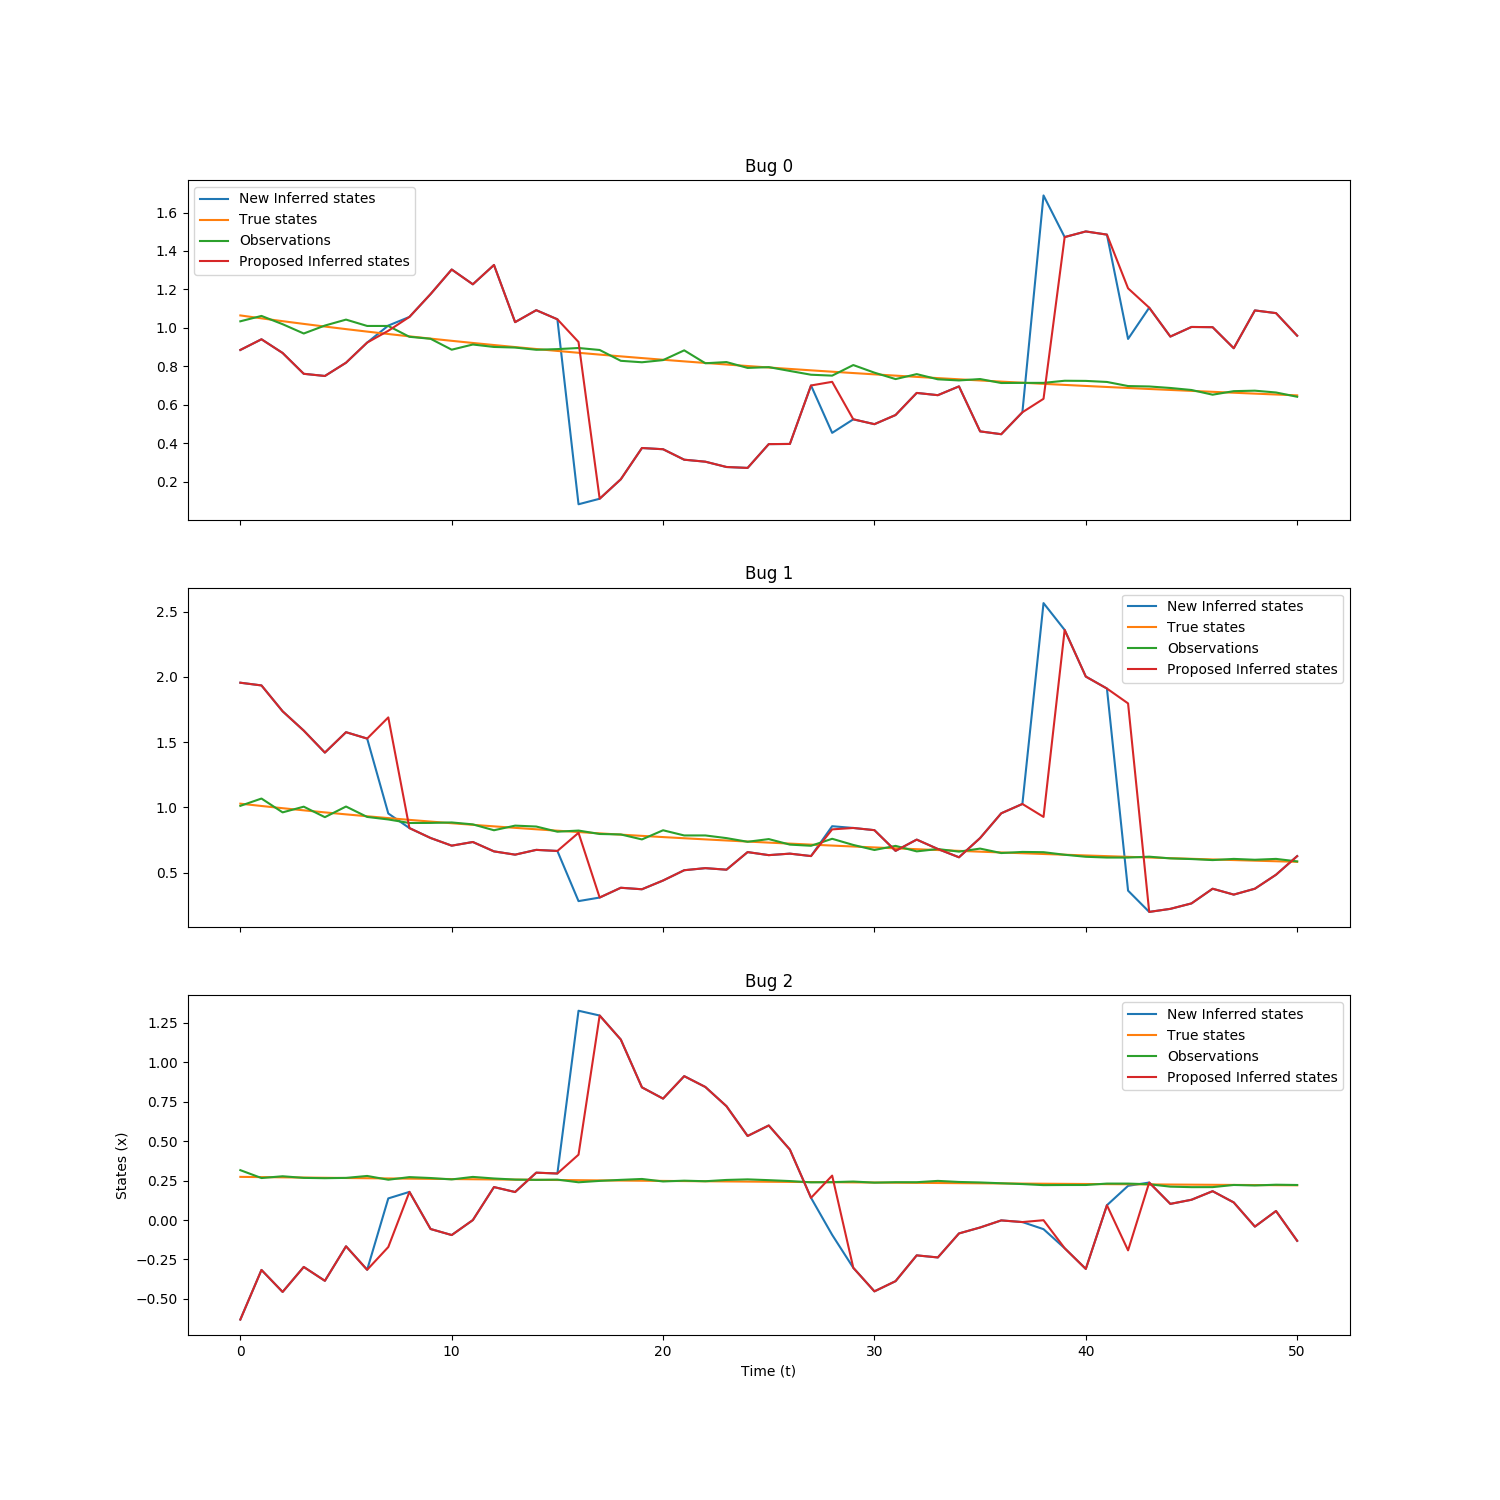 Bug 0
New Inferred states
True states
Observations
Proposed Inferred states
1.6
1.4
1.2
1.0
0.8
0.6
0.4
0.2
Bug 1
New Inferred states
True states
Observations
Proposed Inferred states
2.5
2.0
1.5
1.0
0.5
Bug 2
New Inferred states
True states
Observations
Proposed Inferred states
1.25
1.00
0.75
0.50
0.25
0.00
−0.25
−0.50
States (x)
0 10 20 30 40 50
Time (t)